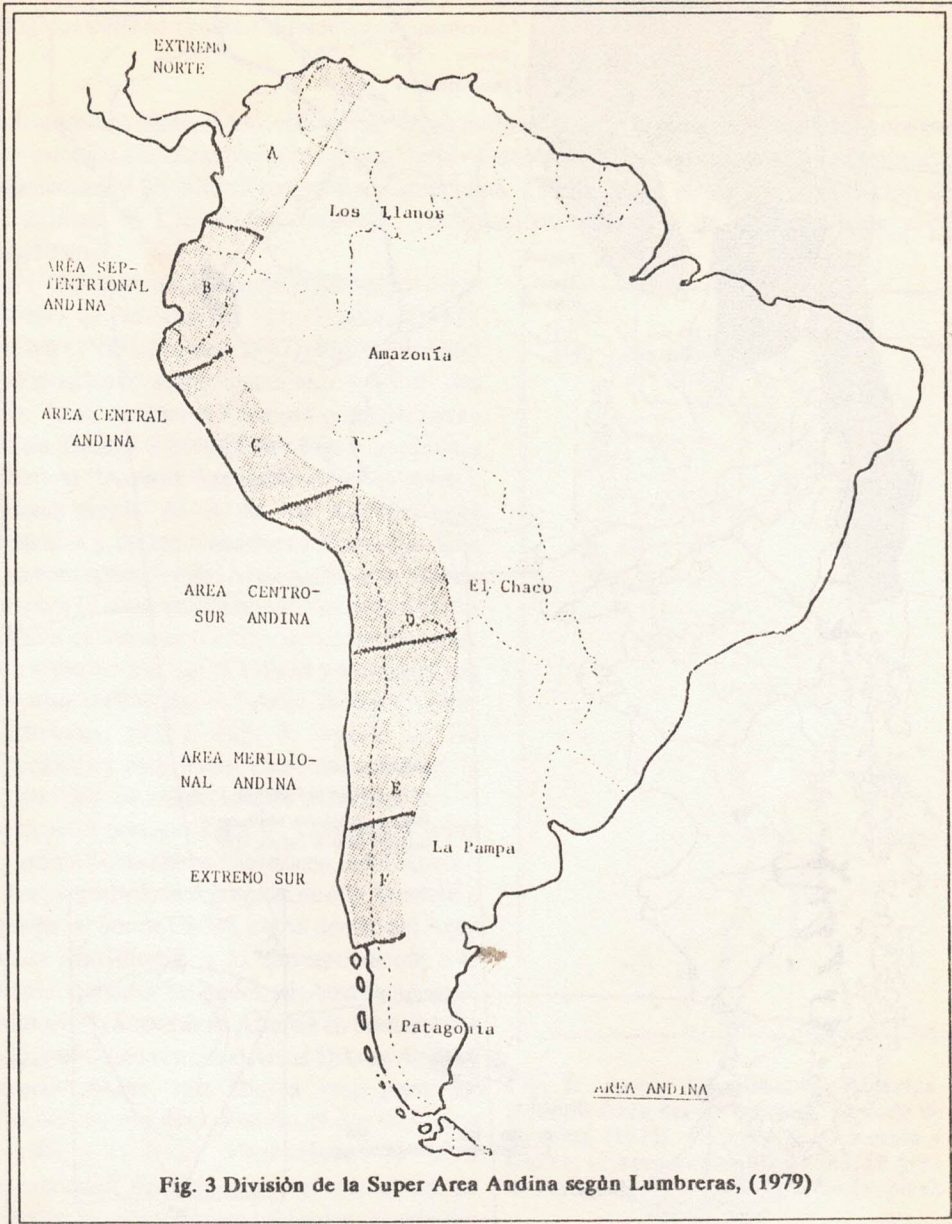 EXTREMO
NORTE
A
Los Llanos
AREA SEP-
TENTRIONAL
ANDINA
B
Amazonía
AREA CENTRAL
ANDINA
C
AREA CENTRO-
SUR ANDINA
El Chaco
D
AREA MERIDIO-
NAL ANDINA
E
La Pampa
EXTREMO SUR
F
Patagonia
AREA ANDINA
Fig. 3 División de la Super Area Andina según Lumbreras, (1979)